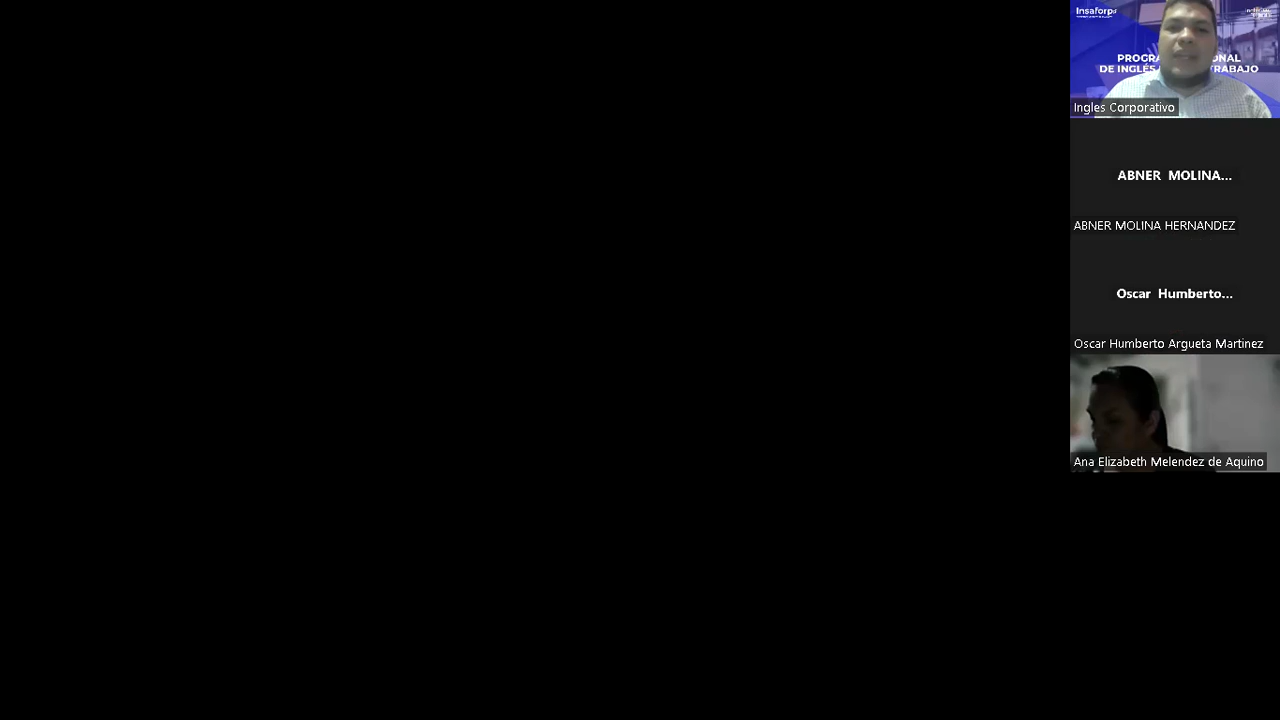 Insaforp
PROGRA ONAL
DE INGLÉS TRABAJO
Ingles Corporativo
ABNER MOLINA...
ABNER MOLINA HERNANDEZ
Oscar Humberto...
Oscar Humberto Argueta Martinez
Ana Elizabeth Melendez de Aquino